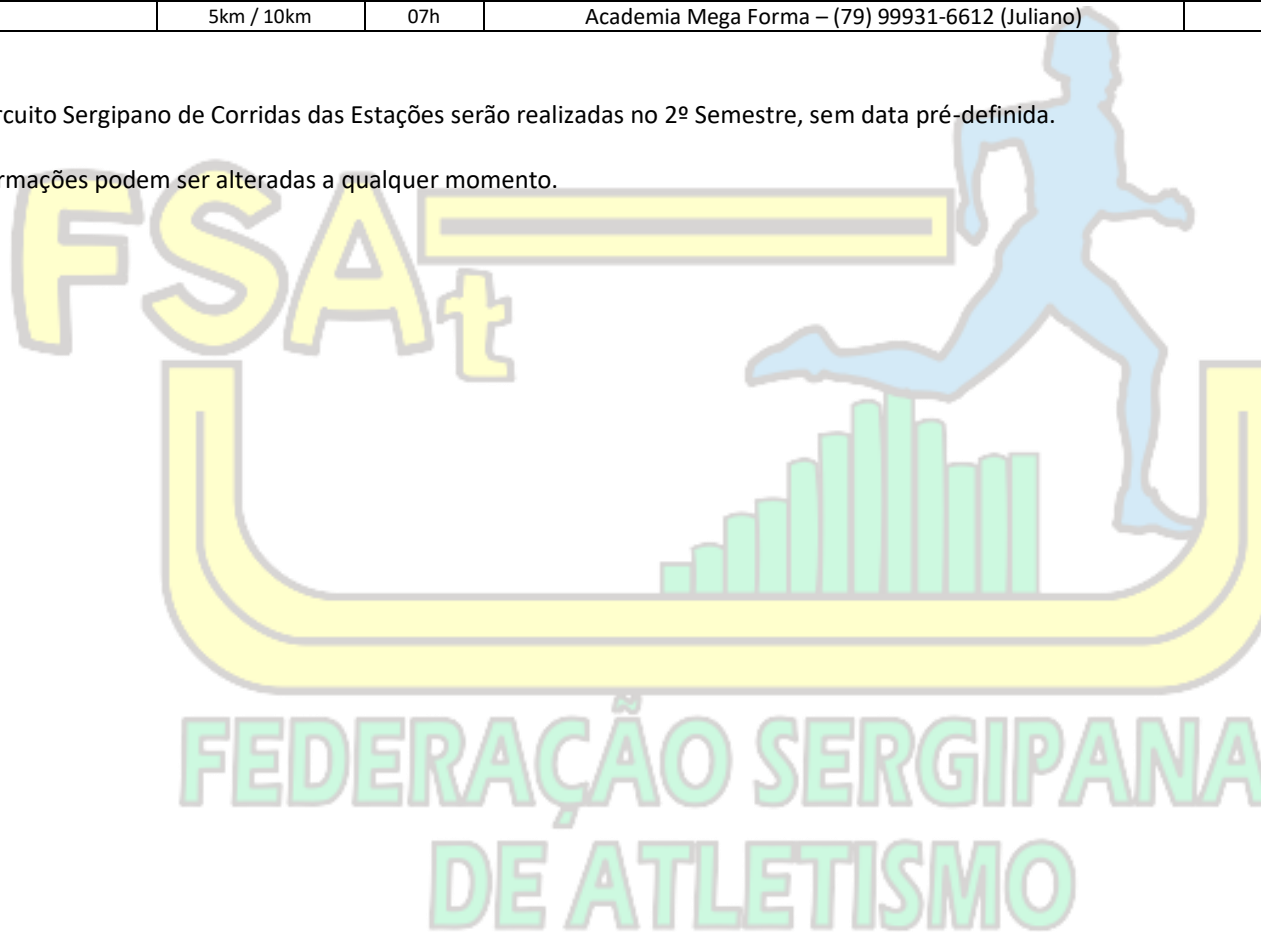 5km / 10km 07h Academia Mega Forma – (79) 99931-6612 (Juliano)
rcuito Sergipano de Corridas das Estações serão realizadas no 2º Semestre, sem data pré-definida.
rmações podem ser alteradas a qualquer momento.
FSAt
FEDERAÇÃO SERGIPANA
DE ATLETISMO